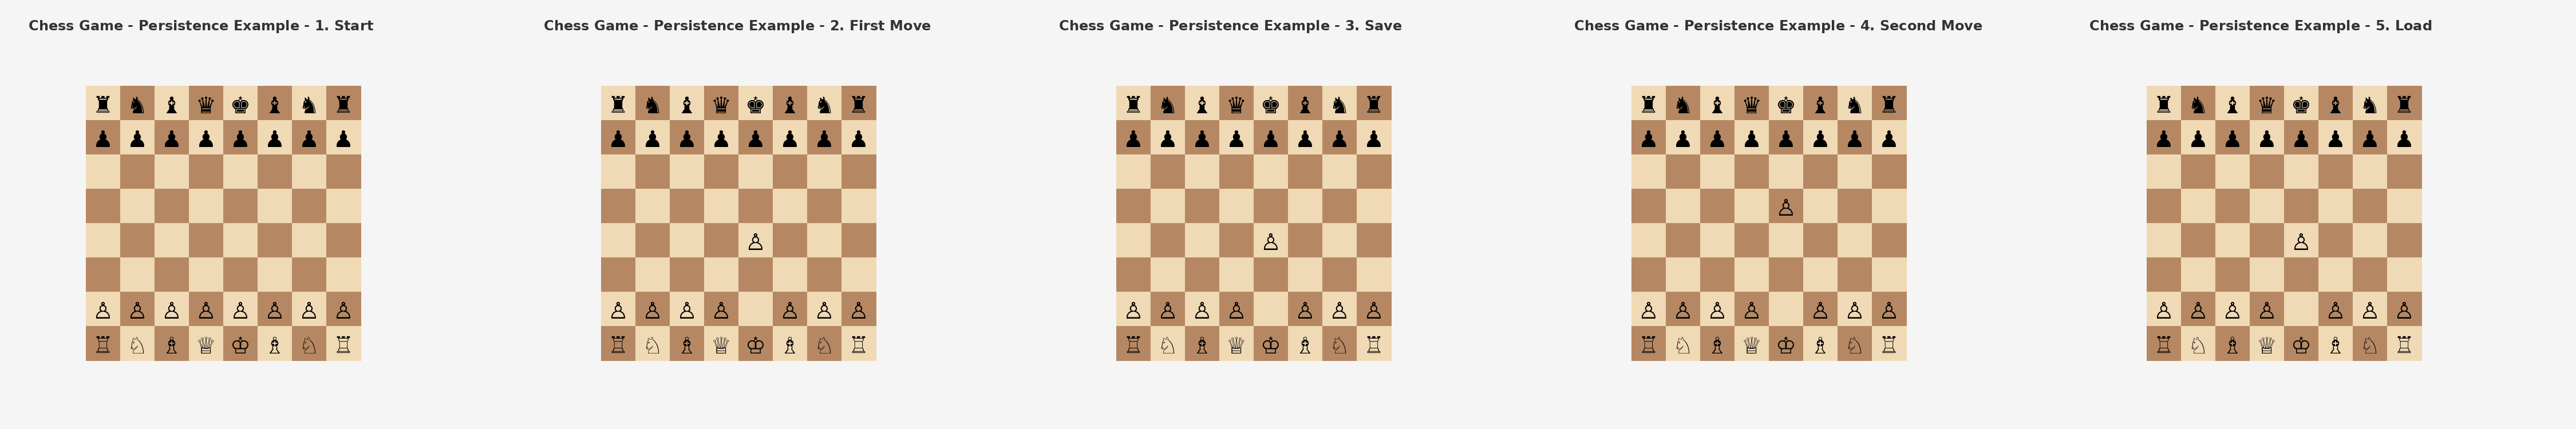 Chess Game - Persistence Example - 1. Start
Chess Game - Persistence Example - 2. First Move
Chess Game - Persistence Example - 3. Save
Chess Game - Persistence Example - 4. Second Move
Chess Game - Persistence Example - 5. Load